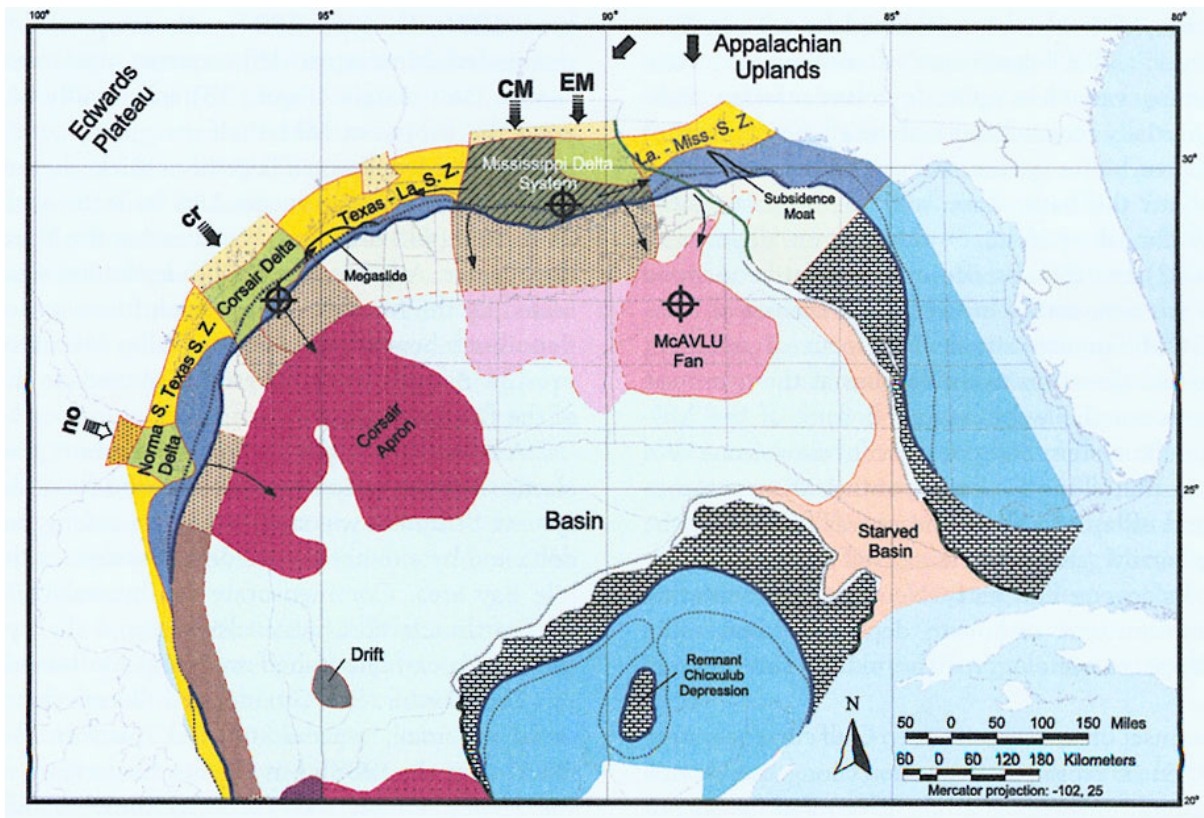 100°
95°
90°
85°
80°
Edwards
Plateau
Appalachian
Uplands
CM
EM
La. - Miss. S. Z.
30°
30°
Mississippi Delta
System
Texas - La. S. Z.
Subsidence
Moat
cr
Corsair Delta
Megaslide
McAVLU
Fan
S. Texas S. Z.
no
Norma
Delta
Corsair
Apron
25°
25°
Basin
Starved
Basin
Drift
Remnant
Chicxulub
Depression
N
50 0 50 100 150 Miles
60 0 60 120 180 Kilometers
Mercator projection: -102, 25
20°